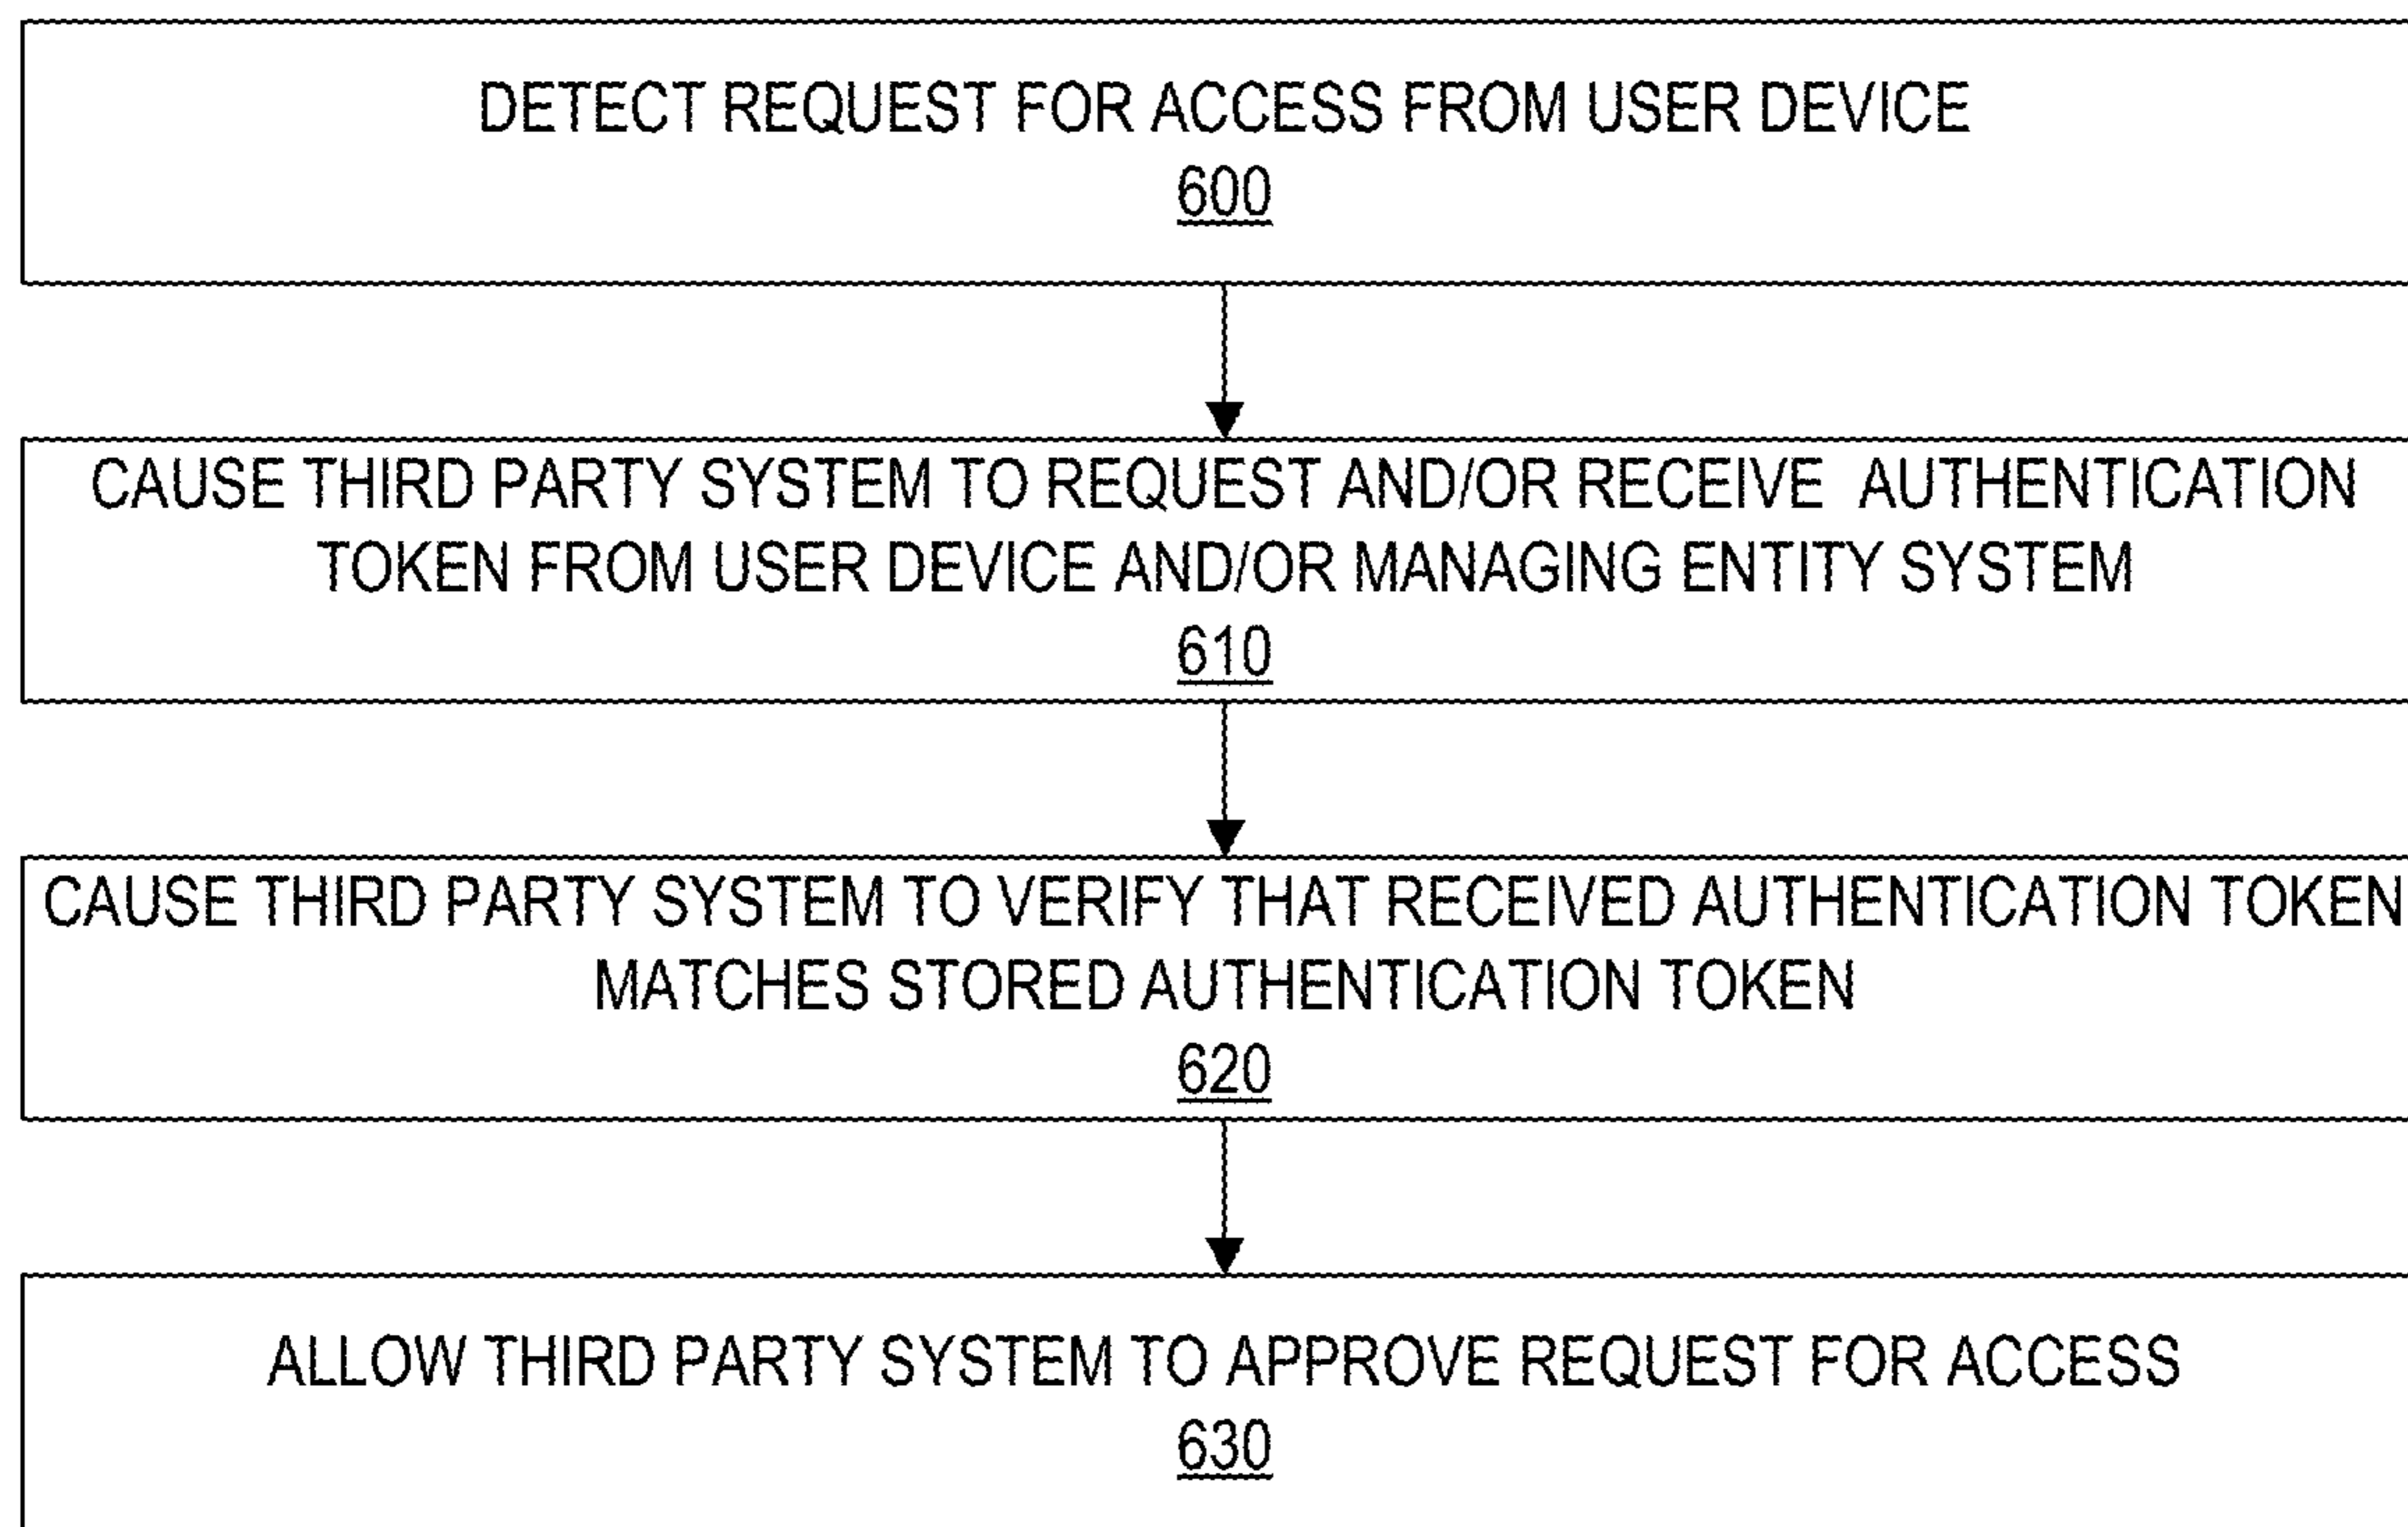 DETECT REQUEST FOR ACCESS FROM USER DEVICE
600
CAUSE THIRD PARTY SYSTEM TO REQUEST AND/OR RECEIVE AUTHENTICATION
TOKEN FROM USER DEVICE AND/OR MANAGING ENTITY SYSTEM
610
CAUSE THIRD PARTY SYSTEM TO VERIFY THAT RECEIVED AUTHENTICATION TOKEN
MATCHES STORED AUTHENTICATION TOKEN
620
ALLOW THIRD PARTY SYSTEM TO APPROVE REQUEST FOR ACCESS
630